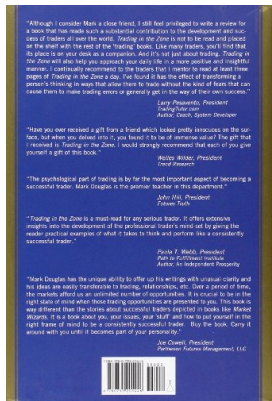 "Although I consider Mark a close friend, I still feel privileged to write a review for
a book that has made such a substantial contribution to the development and suc-
cess of traders all over the world. Trading in the Zone is not to be read and placed
on the shelf with the rest of the 'trading' books. Like many traders, you'll find that
its place is on your desk as a companion. And it's not just about trading. Trading in
the Zone will also help you approach your daily life in a more positive and insightful
manner. I continually recommend to the traders that I mentor to read at least three
pages of Trading in the Zone a day. I've found it has the effect of transforming a
person's thinking in ways that allow them to trade without the kind of fears that can
cause them to make trading errors or generally get in the way of their own success."
Larry Pesavento, President
TradingTutor.com
Author, Coach, System Developer
"Have you ever received a gift from a friend which looked pretty innocuous on the sur-
face, but when you delved into it, you found it to be of immense value? The gift that
I received is Trading in the Zone. I would strongly recommend that each of you give
yourself a gift of this book."
Welles Wilder, President
Trend Research
"The psychological part of trading is by far the most important aspect of becoming a
successful trader. Mark Douglas is the premier teacher in this department."
John Hill, President
Futures Truth
"Trading in the Zone is a must-read for any serious trader. It offers extensive
insights into the development of the professional trader's mind set by giving the
reader practical examples of what it takes to think and perform like a consistently
successful trader."
Paula T. Webb, President
Path to Fulfillment Institute
Author, An Independent Prosperity
"Mark Douglas has the unique ability to offer up his writings with unusual clarity and
his ideas are easily transferable to trading, relationships, etc. Over a period of time,
the markets afford us an unlimited number of opportunities. It is crucial to be in the
right state of mind when those trading opportunities are presented to you. This book is
way different than the stories about successful traders depicted in books like Market
Wizards. It is a book about you, your issues, your 'stuff' and how to put yourself in the
right frame of mind to be a consistently successful trader. Buy the book. Carry it
around with you until it becomes part of your personality."
Joe Cowell, President
Parthenon Futures Management, LLC